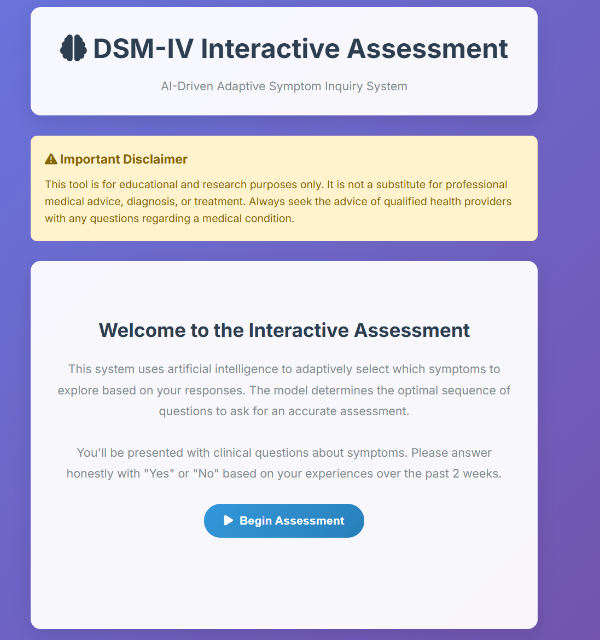 DSM-IV Interactive Assessment
AI-Driven Adaptive Symptom Inquiry System
Important Disclaimer
This tool is for educational and research purposes only. It is not a substitute for professional
medical advice, diagnosis, or treatment. Always seek the advice of qualified health providers
with any questions regarding a medical condition.
Welcome to the Interactive Assessment
This system uses artificial intelligence to adaptively select which symptoms to
explore based on your responses. The model determines the optimal sequence of
questions to ask for an accurate assessment.
You'll be presented with clinical questions about symptoms. Please answer
honestly with "Yes" or "No" based on your experiences over the past 2 weeks.
Begin Assessment